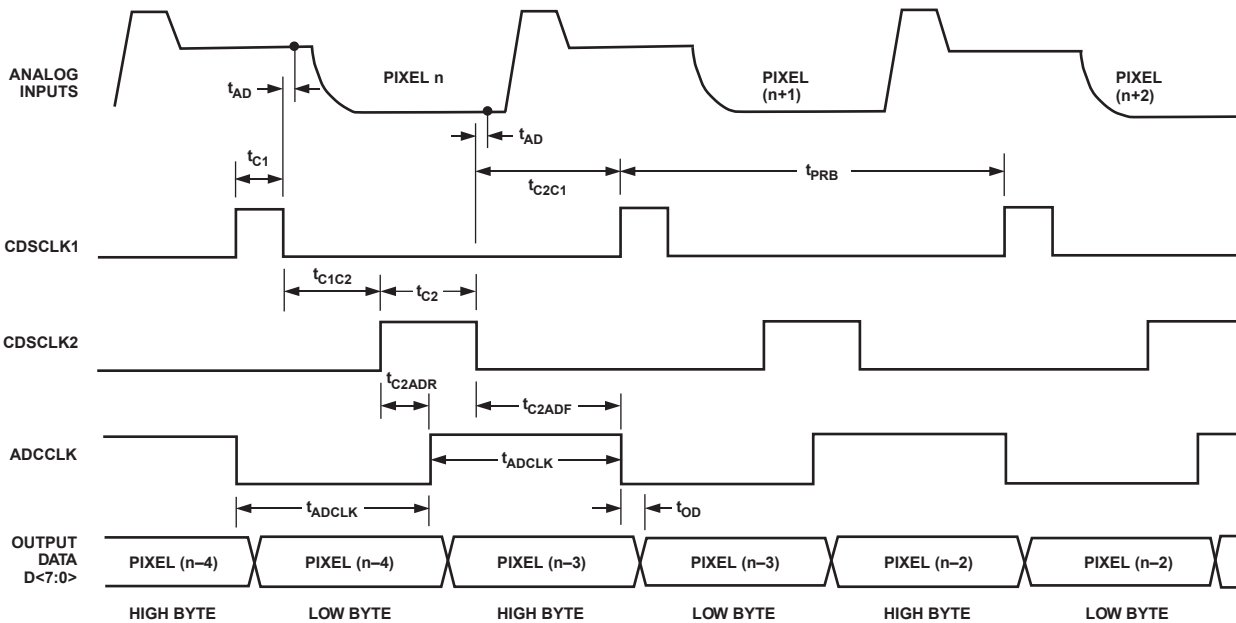 ANALOG
INPUTS
PIXEL n
PIXEL
(n+1)
PIXEL
(n+2)
tAD
tAD
tC1
tC2C1
tPRB
CDSCLK1
tC1C2
tC2
CDSCLK2
tC2ADR
tC2ADF
ADCCLK
tADCLK
tADCLK
tOD
OUTPUT
DATA
D<7:0>
PIXEL (n–4)
PIXEL (n–4)
PIXEL (n–3)
PIXEL (n–3)
PIXEL (n–2)
PIXEL (n–2)
HIGH BYTE
LOW BYTE
HIGH BYTE
LOW BYTE
HIGH BYTE
LOW BYTE